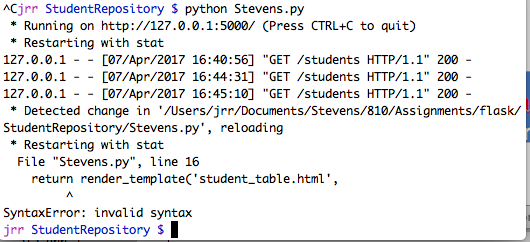 ^Cjrr StudentRepository $ python Stevens.py
 * Running on http://127.0.0.1:5000/ (Press CTRL+C to quit)
 * Restarting with stat
127.0.0.1 - - [07/Apr/2017 16:40:56] "GET /students HTTP/1.1" 200 -
127.0.0.1 - - [07/Apr/2017 16:44:31] "GET /students HTTP/1.1" 200 -
127.0.0.1 - - [07/Apr/2017 16:45:10] "GET /students HTTP/1.1" 200 -
 * Detected change in '/Users/jrr/Documents/Stevens/810/Assignments/flask/
StudentRepository/Stevens.py', reloading
 * Restarting with stat
  File "Stevens.py", line 16
    return render_template('student_table.html',
         ^
SyntaxError: invalid syntax
jrr StudentRepository $